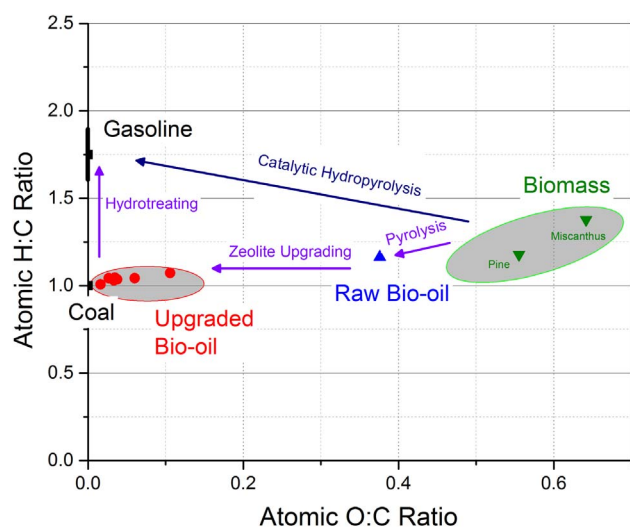 2.5
2.0
1.5
1.0
0.5
0.0
Atomic H:C Ratio
Gasoline
Catalytic Hydropyrolysis
Biomass
Hydrotreating
Miscanthus
Pyrolysis
Pine
Zeolite Upgrading
Raw Bio-oil
Coal
Upgraded
Bio-oil
0.0
0.2
0.4
0.6
Atomic O:C Ratio